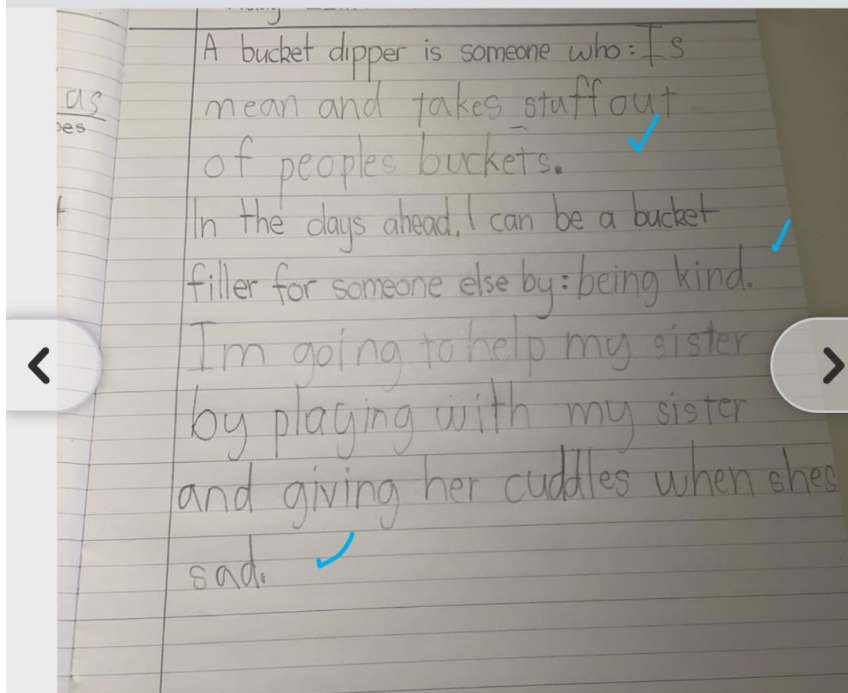 as
A bucket dipper is someone who: Is
mean and takes stuff out
of peoples buckets.
In the days ahead, I can be a bucket
filler for someone else by: being kind.
Im going to help my sister
by playing with my sister
and giving her cuddles when shes
sad.